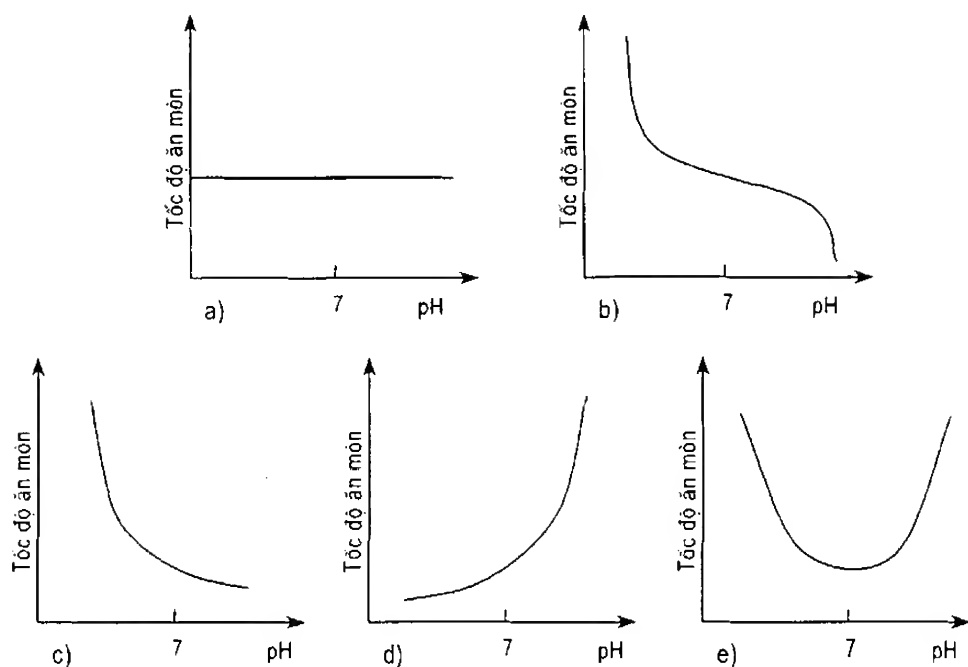 Tốc độ ăn mòn
7
a)
pH
Tốc độ ăn mòn
7
b)
pH
Tốc độ ăn mòn
c)
7
pH
Tốc độ ăn mòn
d)
7
pH
Tốc độ ăn mòn
e)
7
pH